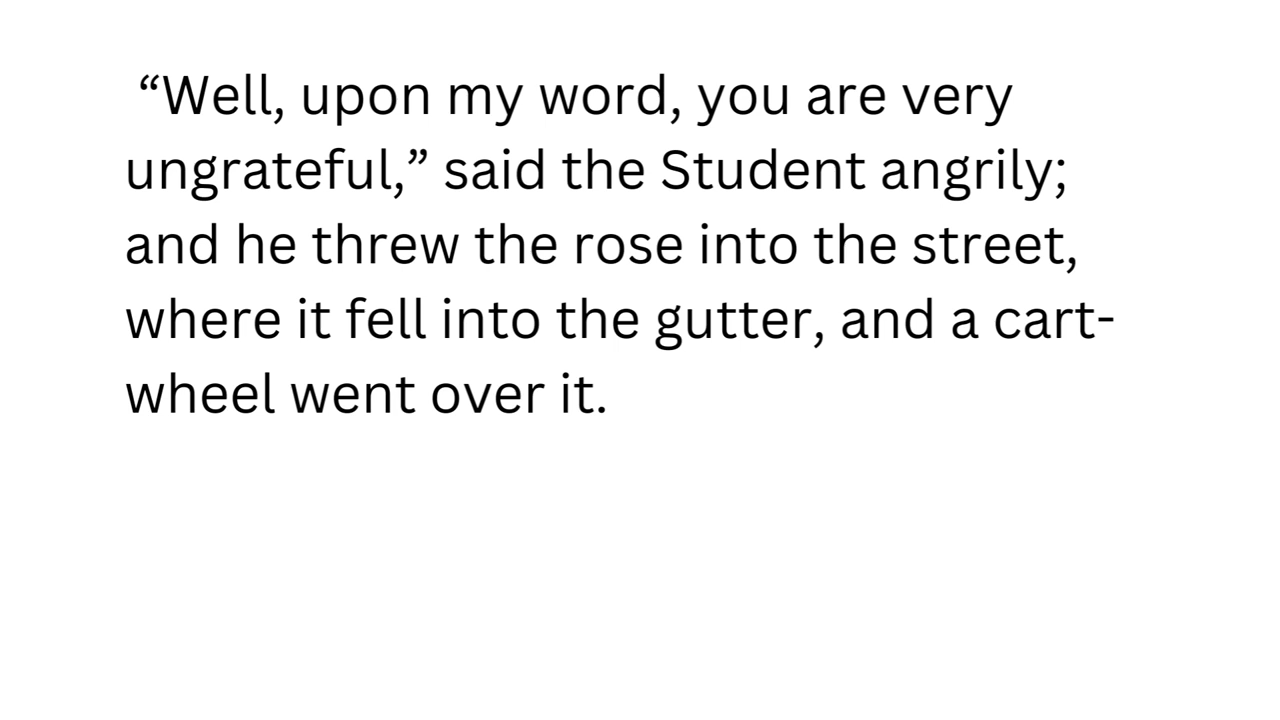 “Well, upon my word, you are very
ungrateful,” said the Student angrily;
and he threw the rose into the street,
where it fell into the gutter, and a cart-
wheel went over it.